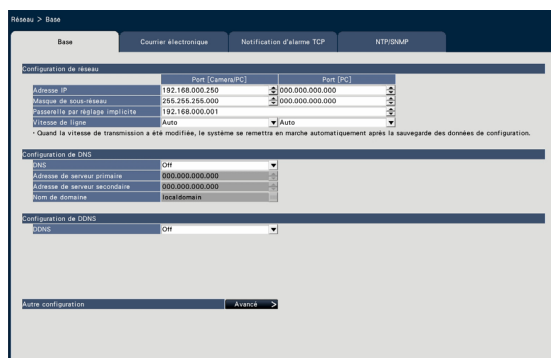 Réseau > Base
Base Courrier électronique Notification d'alarme TCP NTP/SNMP
Configuration de réseau
Port [Camera/PC] Port [PC]
Adresse IP 192.168.000.250 000.000.000.000
Masque de sous-réseau 255.255.255.000 000.000.000.000
Passerelle par réglage implicite 192.168.000.001
Vitesse de ligne Auto Auto
· Quand la vitesse de transmission a été modifiée, le système se remettra en marche automatiquement après la sauvegarde des données de configuration.
Configuration de DNS
DNS Off
Adresse de serveur primaire 000.000.000.000
Adresse de serveur secondaire 000.000.000.000
Nom de domaine localdomain
Configuration de DDNS
DDNS Off
Autre configuration Avancé >